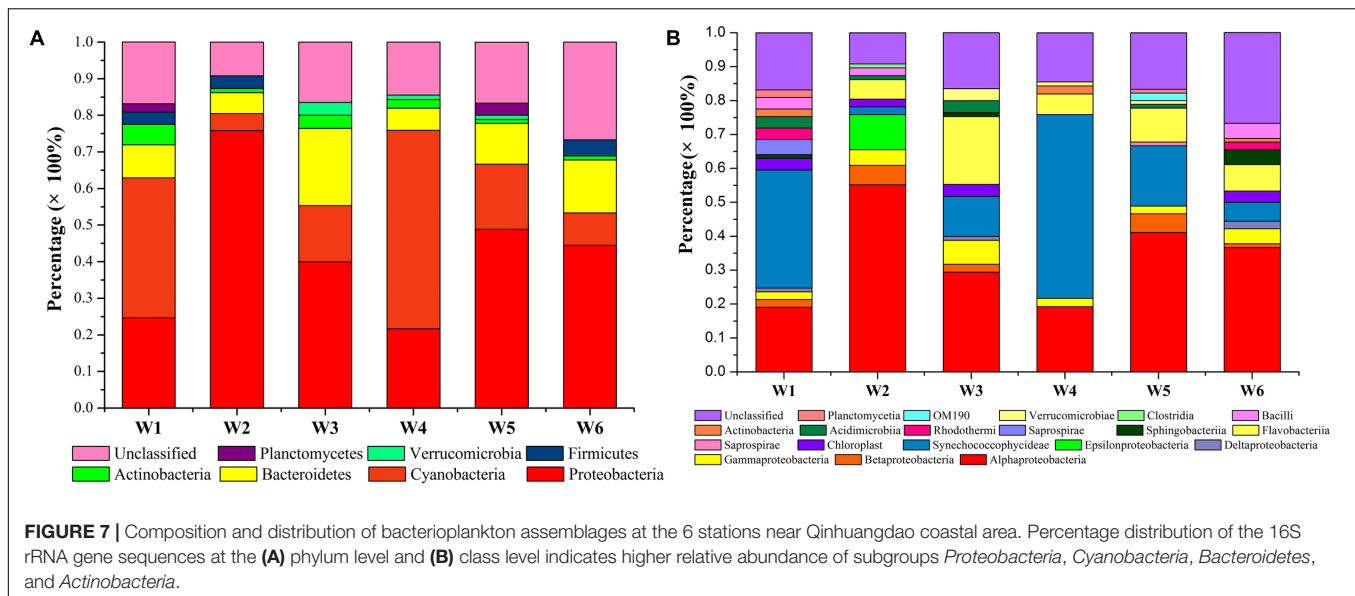 A
Percentage (× 100%)
1.0
0.9
0.8
0.7
0.6
0.5
0.4
0.3
0.2
0.1
0.0
W1 W2 W3 W4 W5 W6
Unclassified Planctomycetes Verrucomicrobia Firmicutes
Actinobacteria Bacteroidetes Cyanobacteria Proteobacteria
B
Percentage (× 100%)
1.0
0.9
0.8
0.7
0.6
0.5
0.4
0.3
0.2
0.1
0.0
W1 W2 W3 W4 W5 W6
Unclassified Planctomycetia OM190 Verrucomicrobiae Clostridia Bacilli
Actinobacteria Acidimicrobiia Rhodothermi Saprospirae Sphingobacteriia Flavobacteriia
Saprospirae Chloroplast Synechococcophycideae Epsilonproteobacteria Deltaproteobacteria
Gammaproteobacteria Betaproteobacteria Alphaproteobacteria
FIGURE 7 | Composition and distribution of bacterioplankton assemblages at the 6 stations near Qinhuangdao coastal area. Percentage distribution of the 16S
rRNA gene sequences at the (A) phylum level and (B) class level indicates higher relative abundance of subgroups Proteobacteria, Cyanobacteria, Bacteroidetes,
and Actinobacteria.